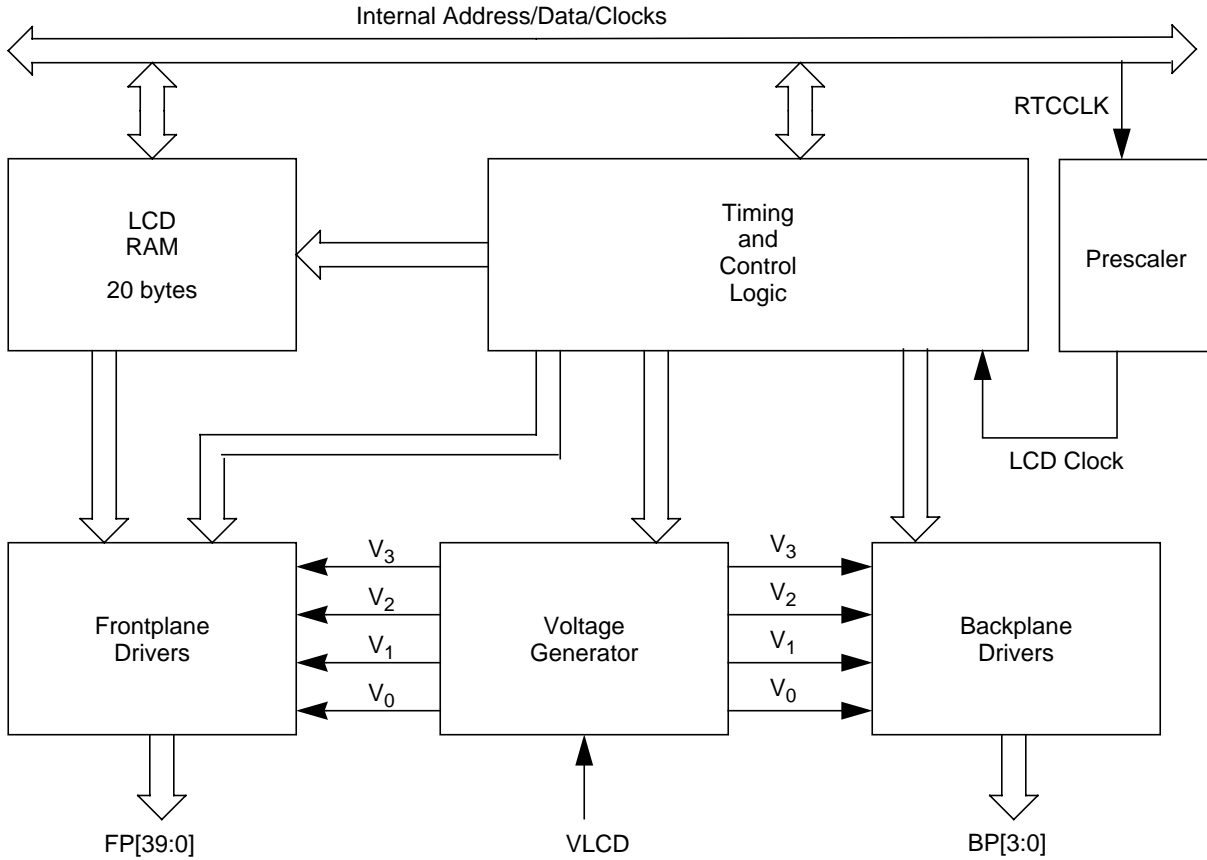 Internal Address/Data/Clocks
RTCCLK
LCD
RAM
20 bytes
Timing
and
Control
Logic
Prescaler
LCD Clock
V3
V2
V1
V0
V3
V2
V1
V0
Frontplane
Drivers
Voltage
Generator
Backplane
Drivers
FP[39:0]
VLCD
BP[3:0]